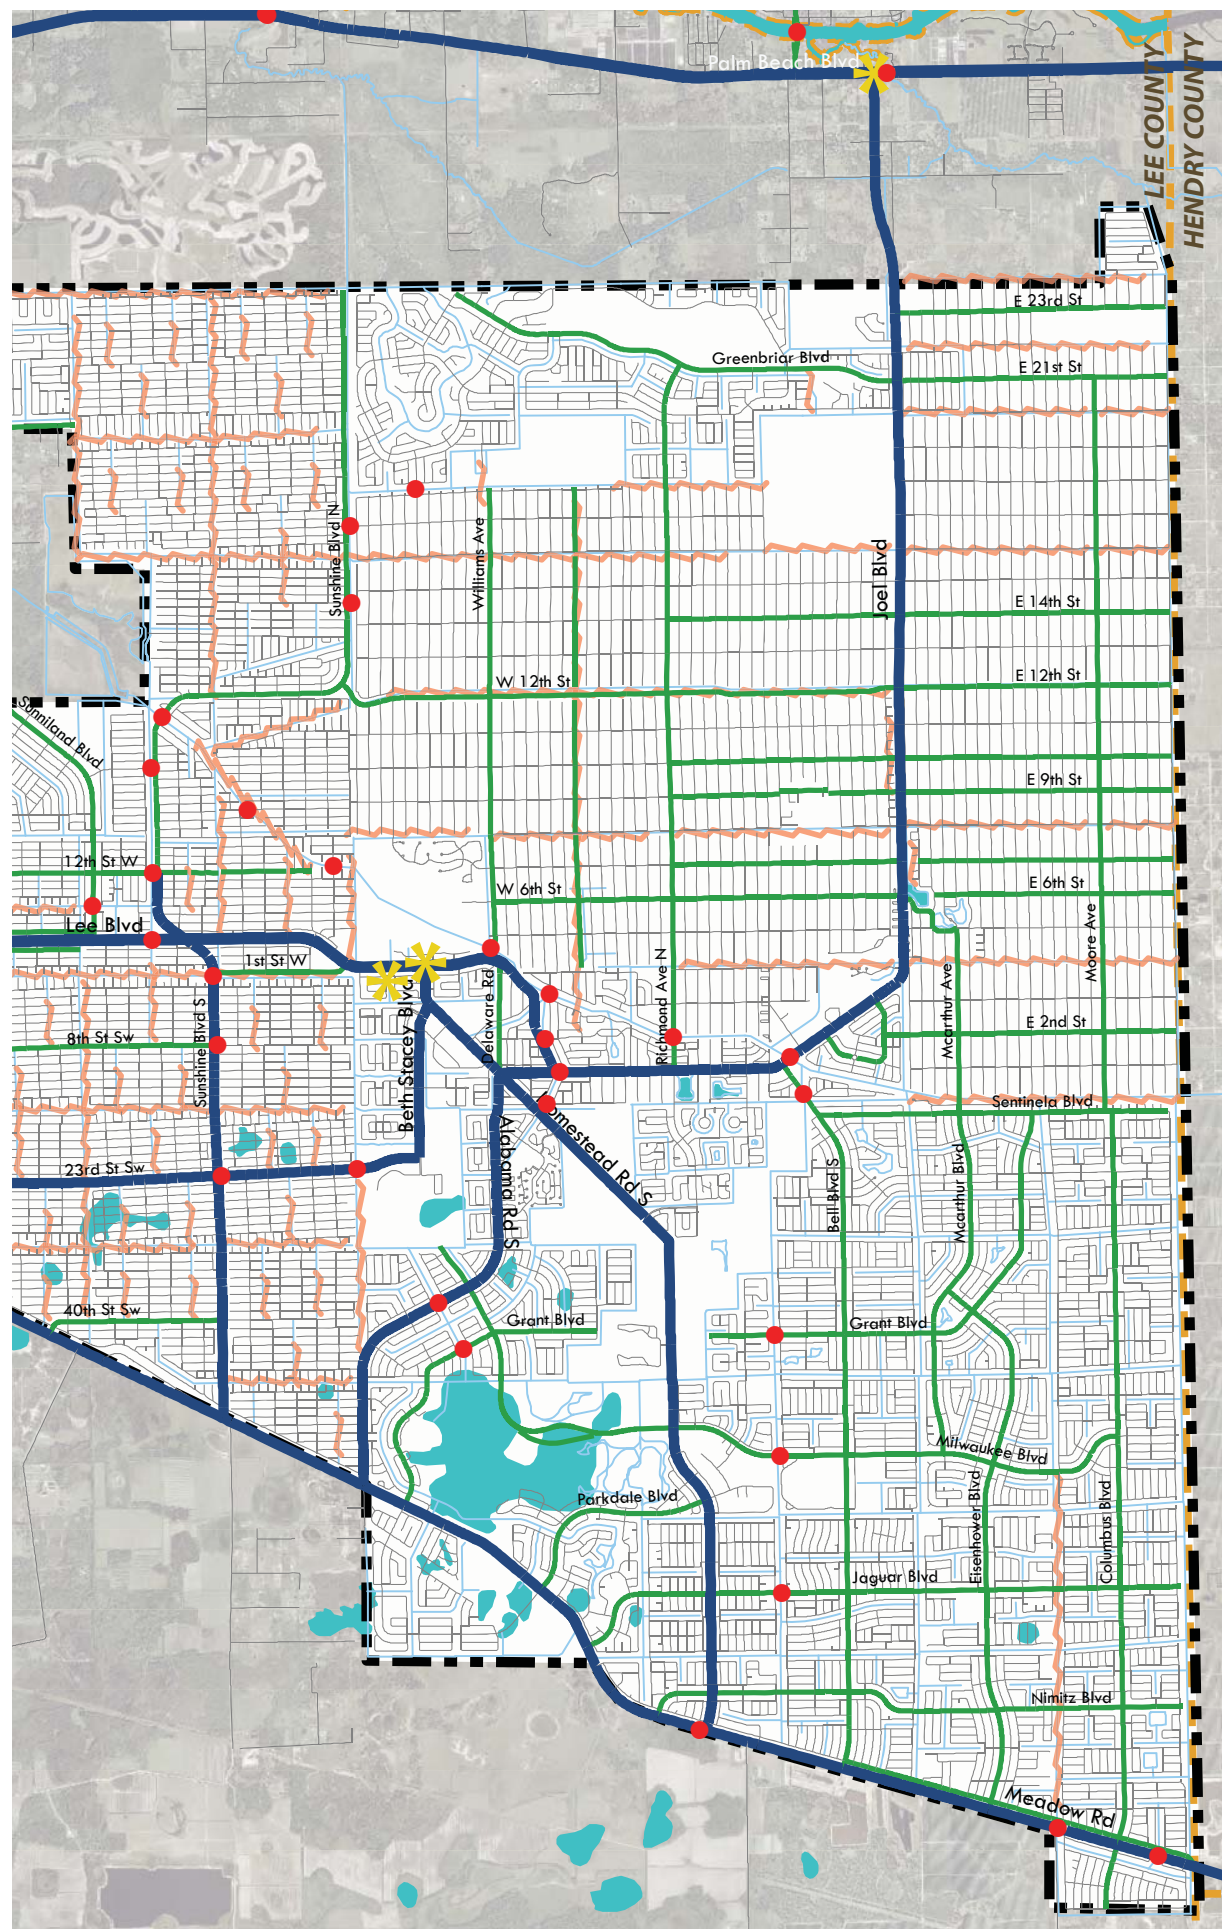 Palm Beach Blvd
LEE COUNTY
HENDRY COUNTY
E 23rd St
Greenbriar Blvd
E 21st St
Sunshine Blvd N
Williams Ave
Joel Blvd
E 14th St
W 12th St
E 12th St
Sunniland Blvd
E 9th St
12th St W
W 6th St
E 6th St
Lee Blvd
1st St W
Moore Ave
Richmond Ave N
Delaware Rd
Mcarthur Ave
Sunshine Blvd S
8th St Sw
E 2nd St
Beth Stacey Blvd
Sentinela Blvd
Homestead Rd S
Alabama Rd S
23rd St Sw
Bell Blvd S
Mcarthur Blvd
40th St Sw
Grant Blvd
Grant Blvd
Milwaukee Blvd
Parkdale Blvd
Eisenhower Blvd
Columbus Blvd
Jaguar Blvd
Nimitz Blvd
Meadow Rd